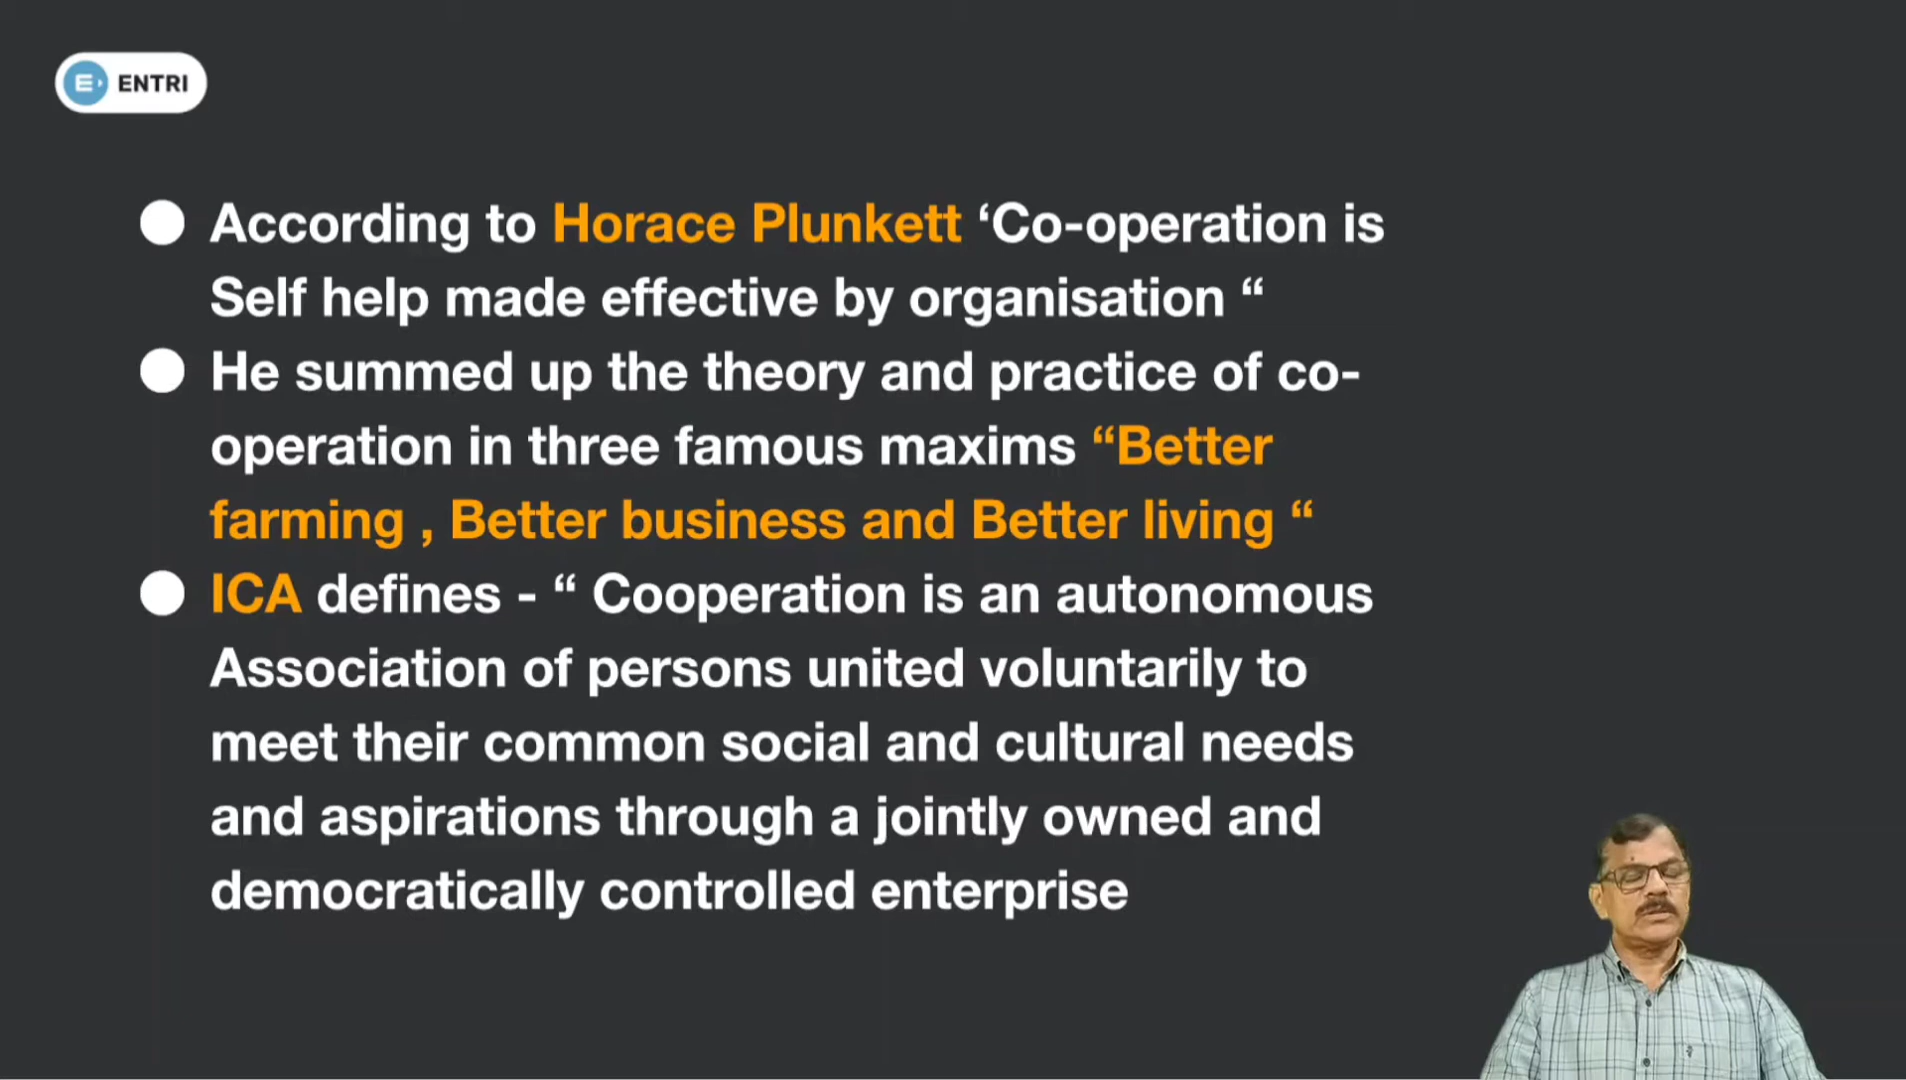 E ENTRI
According to Horace Plunkett ‘Co-operation is
Self help made effective by organisation “
He summed up the theory and practice of co-
operation in three famous maxims “Better
farming , Better business and Better living “
ICA defines - “ Cooperation is an autonomous
Association of persons united voluntarily to
meet their common social and cultural needs
and aspirations through a jointly owned and
democratically controlled enterprise